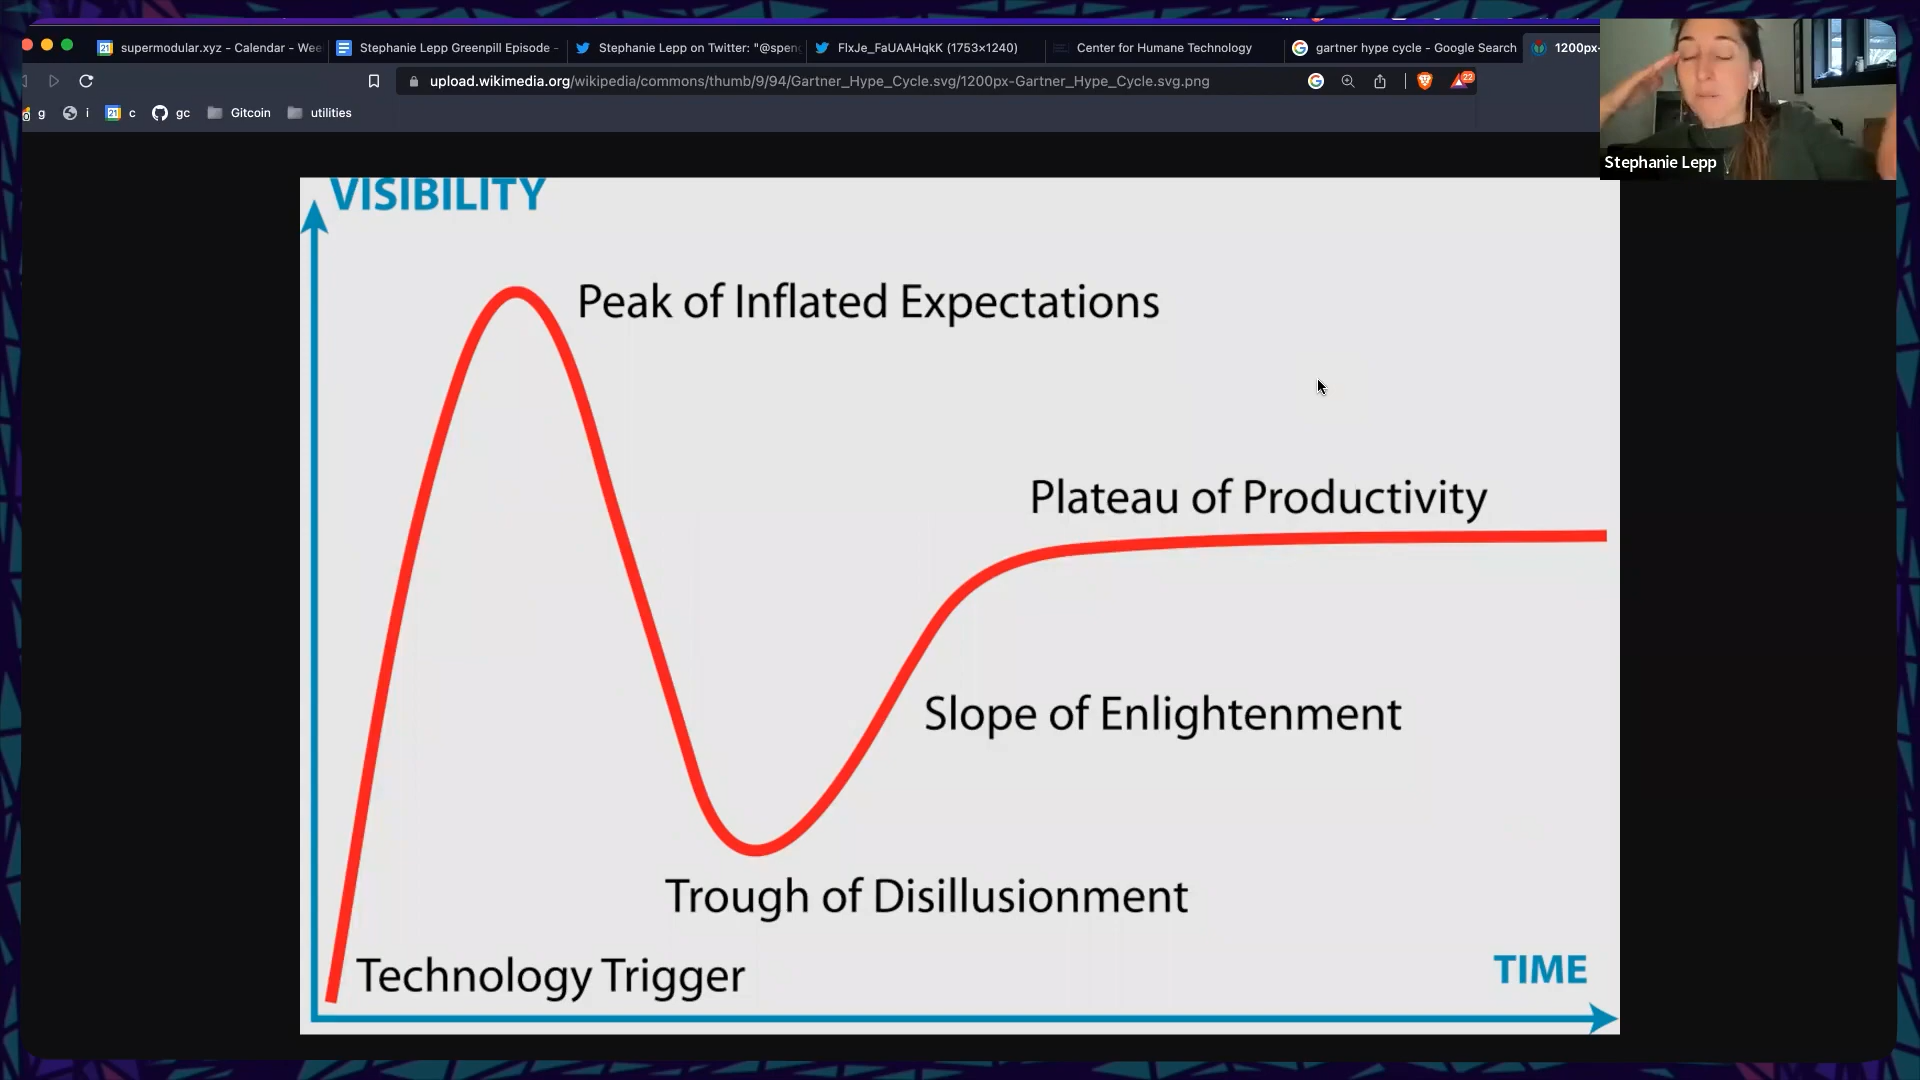 supermodular.xyz - Calendar - Wee
Stephanie Lepp Greenpill Episode -
Stephanie Lepp on Twitter: "@spen
FlxJe_FaUAAHqkK (1753×1240)
Center for Humane Technology
gartner hype cycle - Google Search
1200px-
upload.wikimedia.org/wikipedia/commons/thumb/9/94/Gartner_Hype_Cycle.svg/1200px-Gartner_Hype_Cycle.svg.png
22
g
i
21
c
gc
Gitcoin
utilities
Stephanie Lepp
VISIBILITY
Peak of Inflated Expectations
Plateau of Productivity
Slope of Enlightenment
Trough of Disillusionment
Technology Trigger
TIME